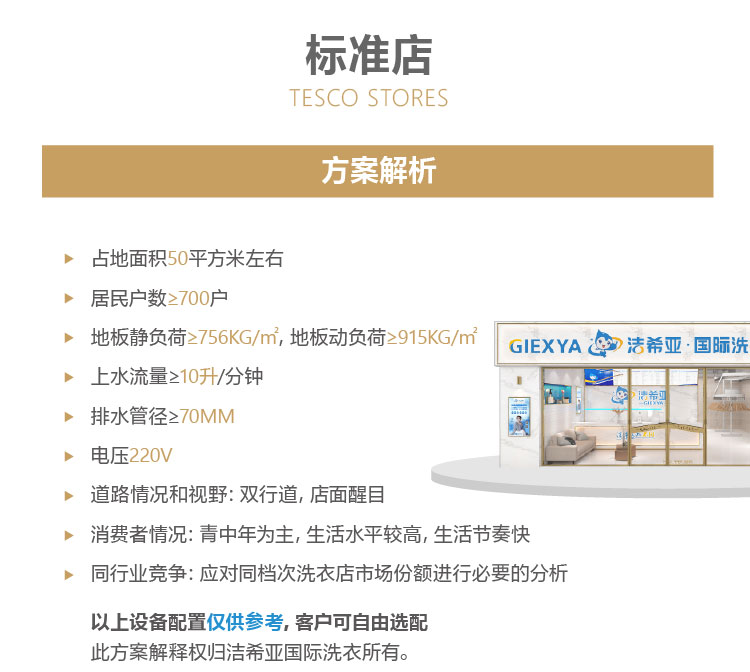 标准店
TESCO STORES
方案解析
占地面积50平方米左右
居民户数≥700户
地板静负荷≥756KG/㎡, 地板动负荷≥915KG/㎡
上水流量≥10升/分钟
排水管径≥70MM
电压220V
道路情况和视野: 双行道, 店面醒目
消费者情况: 青中年为主, 生活水平较高, 生活节奏快
同行业竞争: 应对同档次洗衣店市场份额进行必要的分析
以上设备配置仅供参考, 客户可自由选配
此方案解释权归洁希亚国际洗衣所有。
GIEXYA 洁希亚·国际洗
洁希亚
GIEXYA